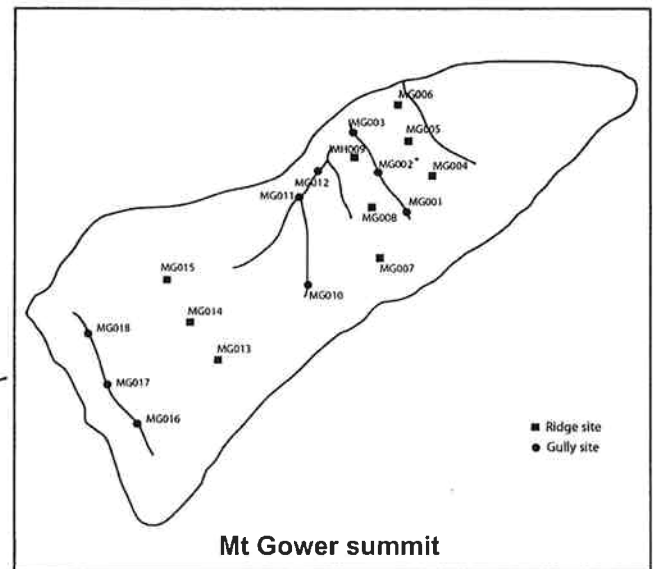 MG006
MG003
MG005
MH009
MG002*
MG004
MG012
MG011
MG008
MG001
MG007
MG015
MG010
MG014
MG018
MG013
MG017
MG016
Ridge site
Gully site
Mt Gower summit